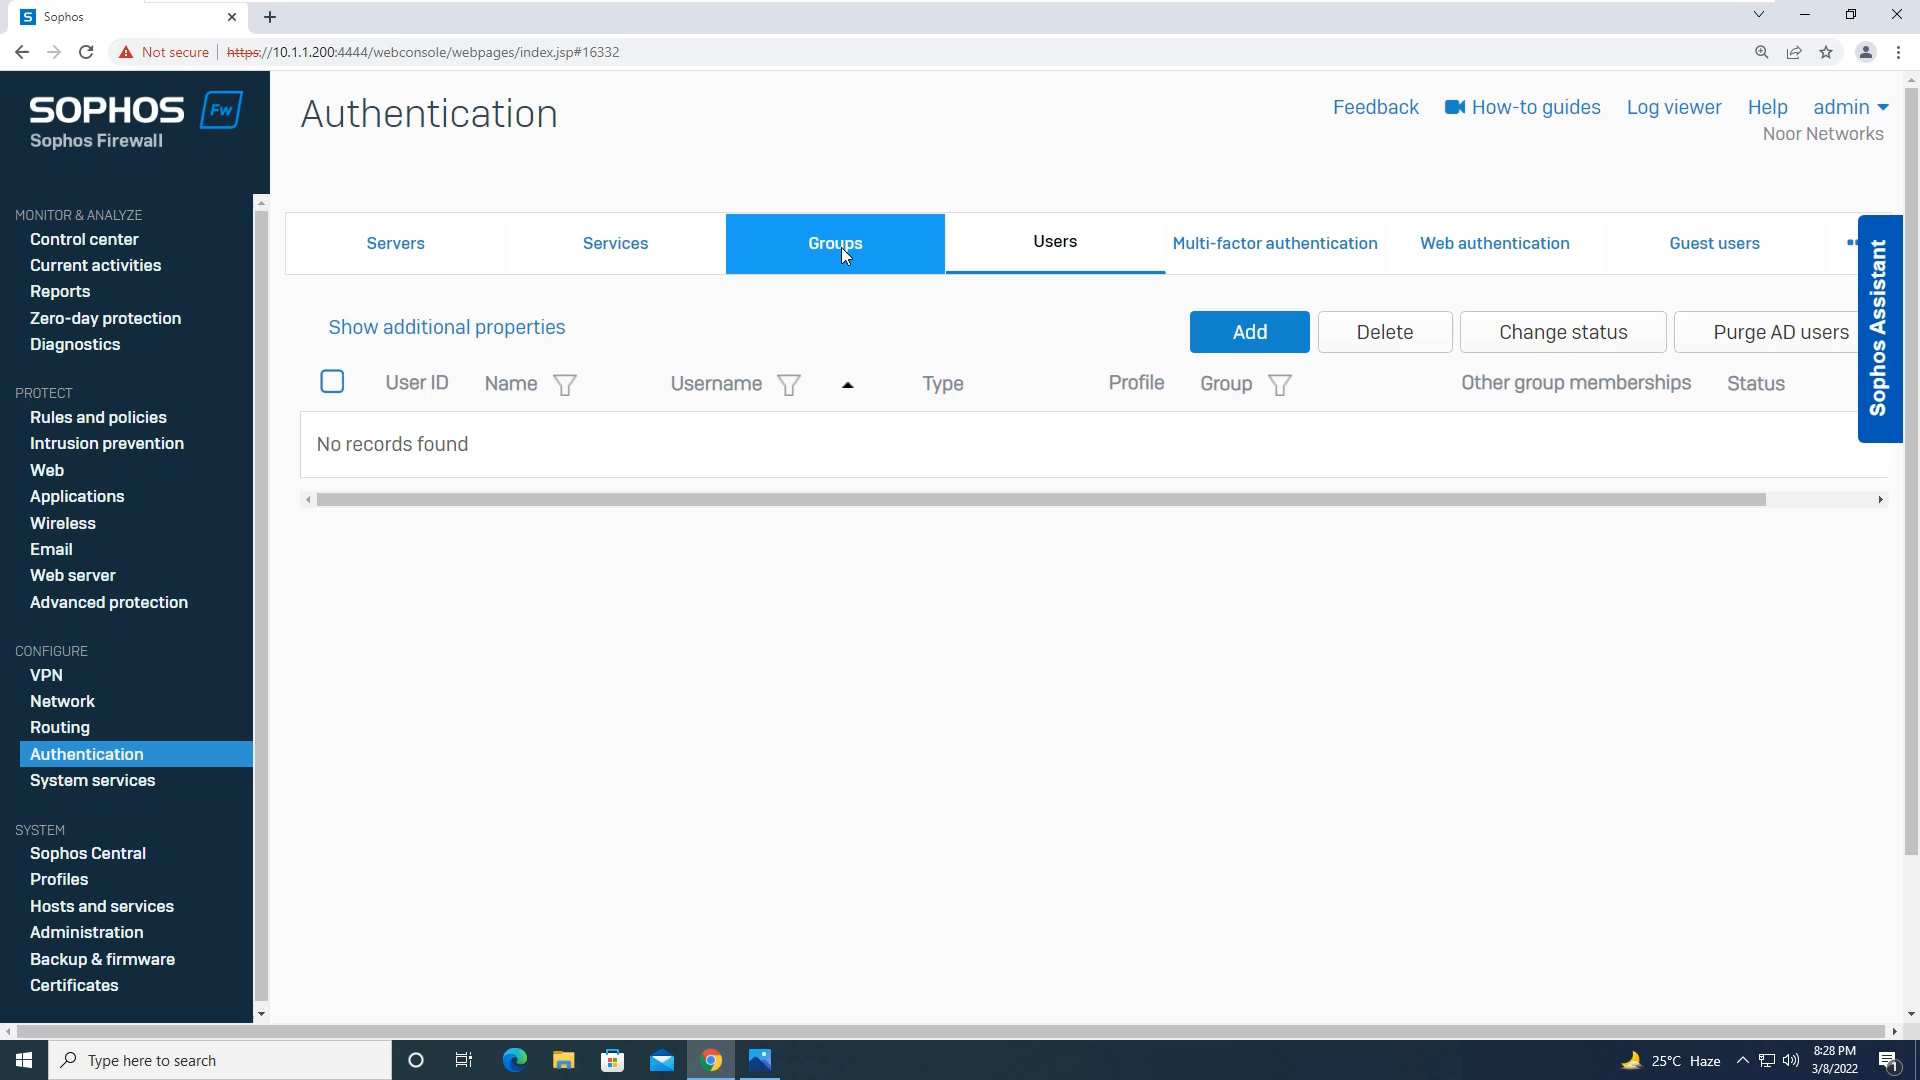 Sophos
Not secure
https://10.1.1.200:4444/webconsole/webpages/index.jsp#16332
SOPHOS
Fw
Sophos Firewall
Authentication
Feedback
How-to guides
Log viewer
Help
admin
Noor Networks
MONITOR & ANALYZE
Control center
Current activities
Reports
Zero-day protection
Diagnostics
PROTECT
Rules and policies
Intrusion prevention
Web
Applications
Wireless
Email
Web server
Advanced protection
CONFIGURE
VPN
Network
Routing
Authentication
System services
SYSTEM
Sophos Central
Profiles
Hosts and services
Administration
Backup & firmware
Certificates
Servers
Services
Groups
Users
Multi-factor authentication
Web authentication
Guest users
Sophos Assistant
Show additional properties
Add
Delete
Change status
Purge AD users
User ID
Name
Username
Type
Profile
Group
Other group memberships
Status
No records found
Type here to search
25°C Haze
8:28 PM
3/8/2022
1